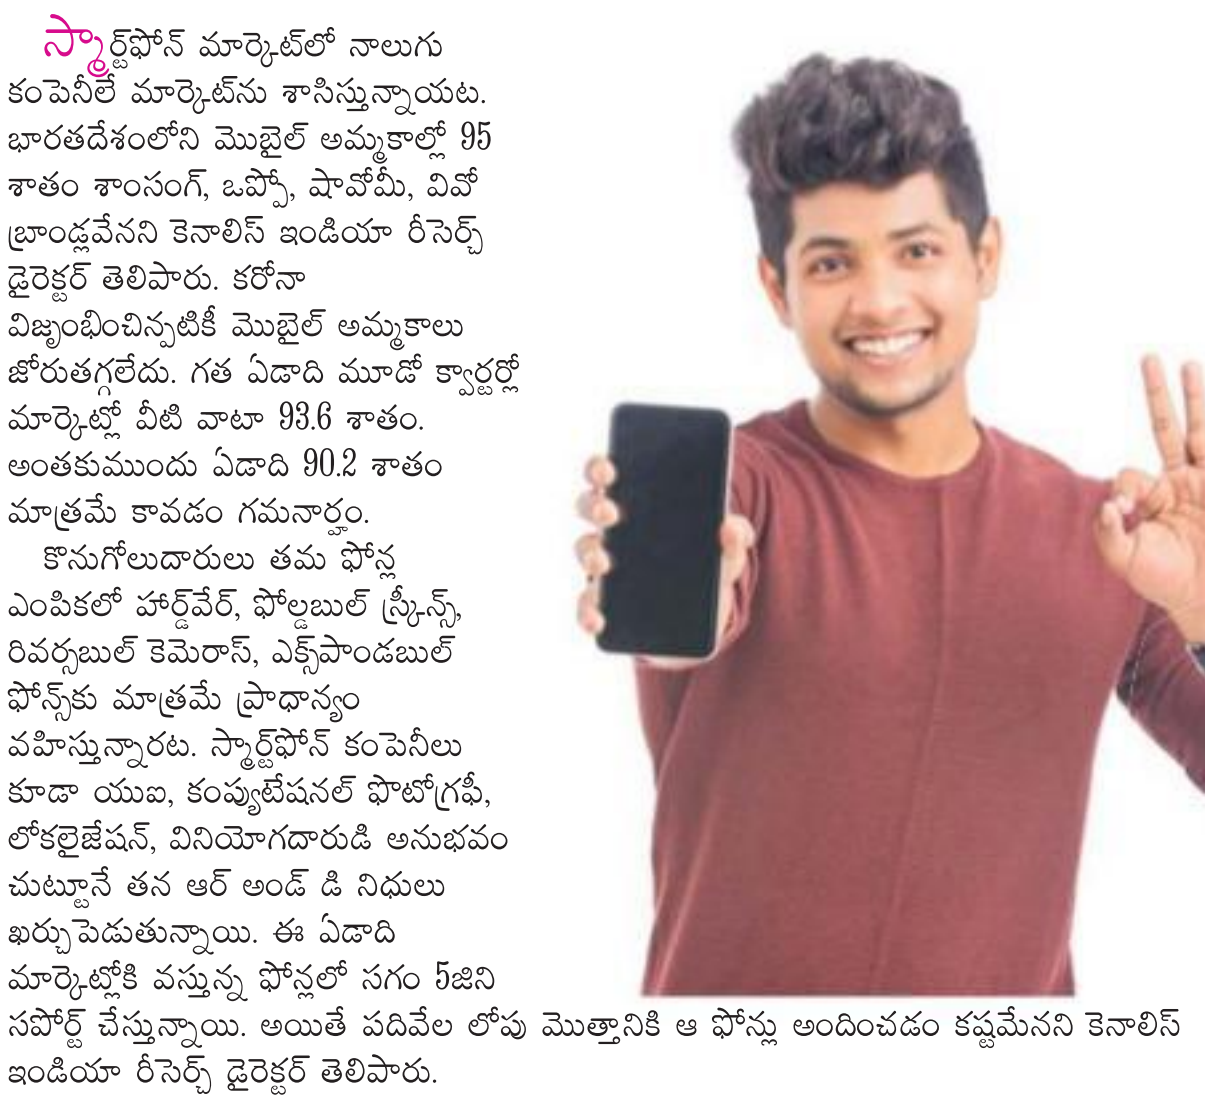 స్మార్ట్‌ఫోన్ మార్కెట్‌లో నాలుగు
కంపెనీలే మార్కెట్‌ను శాసిస్తున్నాయట.
భారతదేశంలోని మొబైల్ అమ్మకాల్లో 95
శాతం శాంసంగ్, ఒప్పో, షావోమీ, వివో
బ్రాండ్లవేనని కెనాలిస్ ఇండియా రీసెర్చ్
డైరెక్టర్ తెలిపారు. కరోనా
విజృంభించిన్పటికీ మొబైల్ అమ్మకాలు
జోరుతగ్గలేదు. గత ఏడాది మూడో క్వార్టర్లో
మార్కెట్లో వీటి వాటా 93.6 శాతం.
అంతకుముందు ఏడాది 90.2 శాతం
మాత్రమే కావడం గమనార్హం.
కొనుగోలుదారులు తమ ఫోన్ల
ఎంపికలో హార్డ్‌వేర్, ఫోల్డబుల్ స్క్రీన్స్,
రివర్సబుల్ కెమెరాస్, ఎక్స్‌పాండబుల్
ఫోన్స్‌కు మాత్రమే ప్రాధాన్యం
వహిస్తున్నారట. స్మార్ట్‌ఫోన్ కంపెనీలు
కూడా యుఐ, కంప్యుటేషనల్ ఫొటోగ్రఫీ,
లోకలైజేషన్, వినియోగదారుడి అనుభవం
చుట్టూనే తన ఆర్ అండ్ డి నిధులు
ఖర్చుపెడుతున్నాయి. ఈ ఏడాది
మార్కెట్లోకి వస్తున్న ఫోన్లలో సగం 5జిని
సపోర్ట్ చేస్తున్నాయి. అయితే పదివేల లోపు మొత్తానికి ఆ ఫోన్లు అందించడం కష్టమేనని కెనాలిస్
ఇండియా రీసెర్చ్ డైరెక్టర్ తెలిపారు.